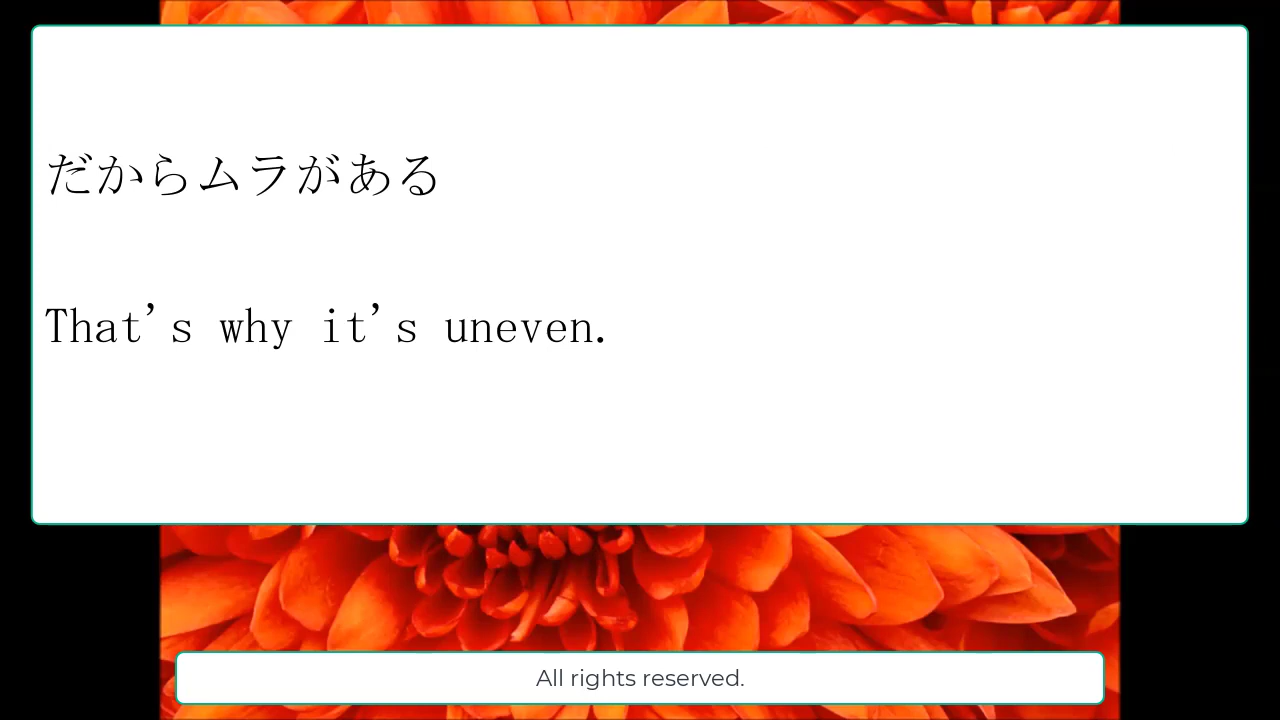 だからムラがある
That's why it's uneven.
All rights reserved.